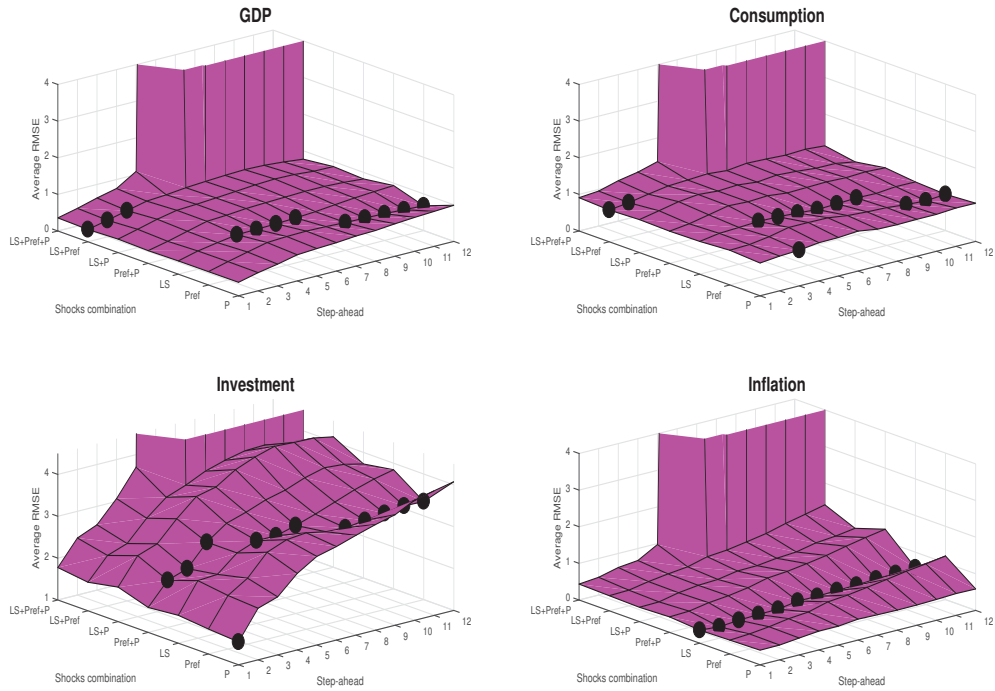 GDP
Average RMSE
4
3
2
1
0
LS+Pref+P
LS+Pref
LS+P
Pref+P
LS
Pref
P
Shocks combination
1
2
3
4
5
6
7
8
9
10
11
12
Step-ahead
Consumption
Average RMSE
4
3
2
1
0
LS+Pref+P
LS+Pref
LS+P
Pref+P
LS
Pref
P
Shocks combination
1
2
3
4
5
6
7
8
9
10
11
12
Step-ahead
Investment
Average RMSE
4
3
2
1
LS+Pref+P
LS+Pref
LS+P
Pref+P
LS
Pref
P
Shocks combination
1
2
3
4
5
6
7
8
9
10
11
12
Step-ahead
Inflation
Average RMSE
4
3
2
1
0
LS+Pref+P
LS+Pref
LS+P
Pref+P
LS
Pref
P
Shocks combination
1
2
3
4
5
6
7
8
9
10
11
12
Step-ahead